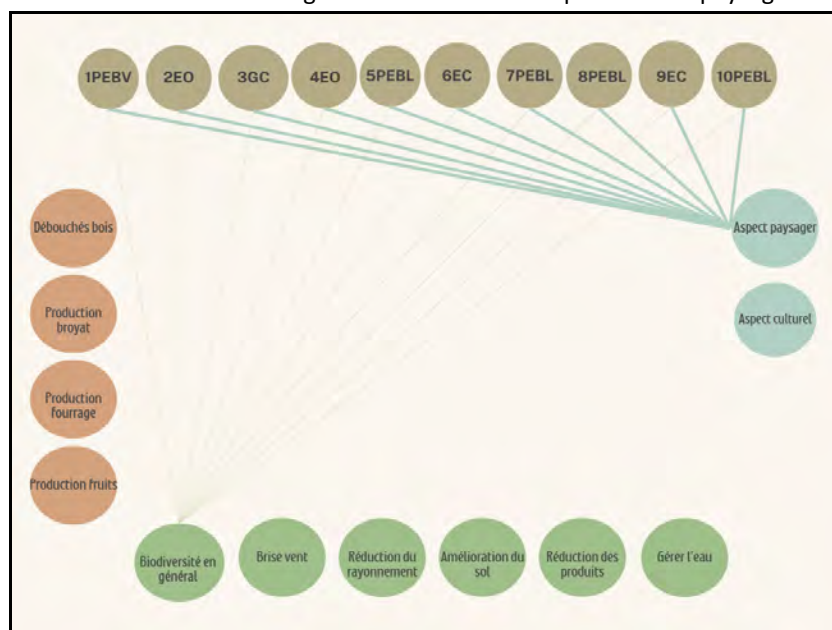 1PEBV
2EO
3GC
4EO
5PEBL
6EC
7PEBL
8PEBL
9EC
10PEBL
Débouchés bois
Aspect paysager
Production
broyat
Aspect culturel
Production
fourrage
Production fruits
Biodiversité en
général
Brise vent
Réduction du
rayonnement
Amélioration du
sol
Réduction des
produits
Gérer l'eau